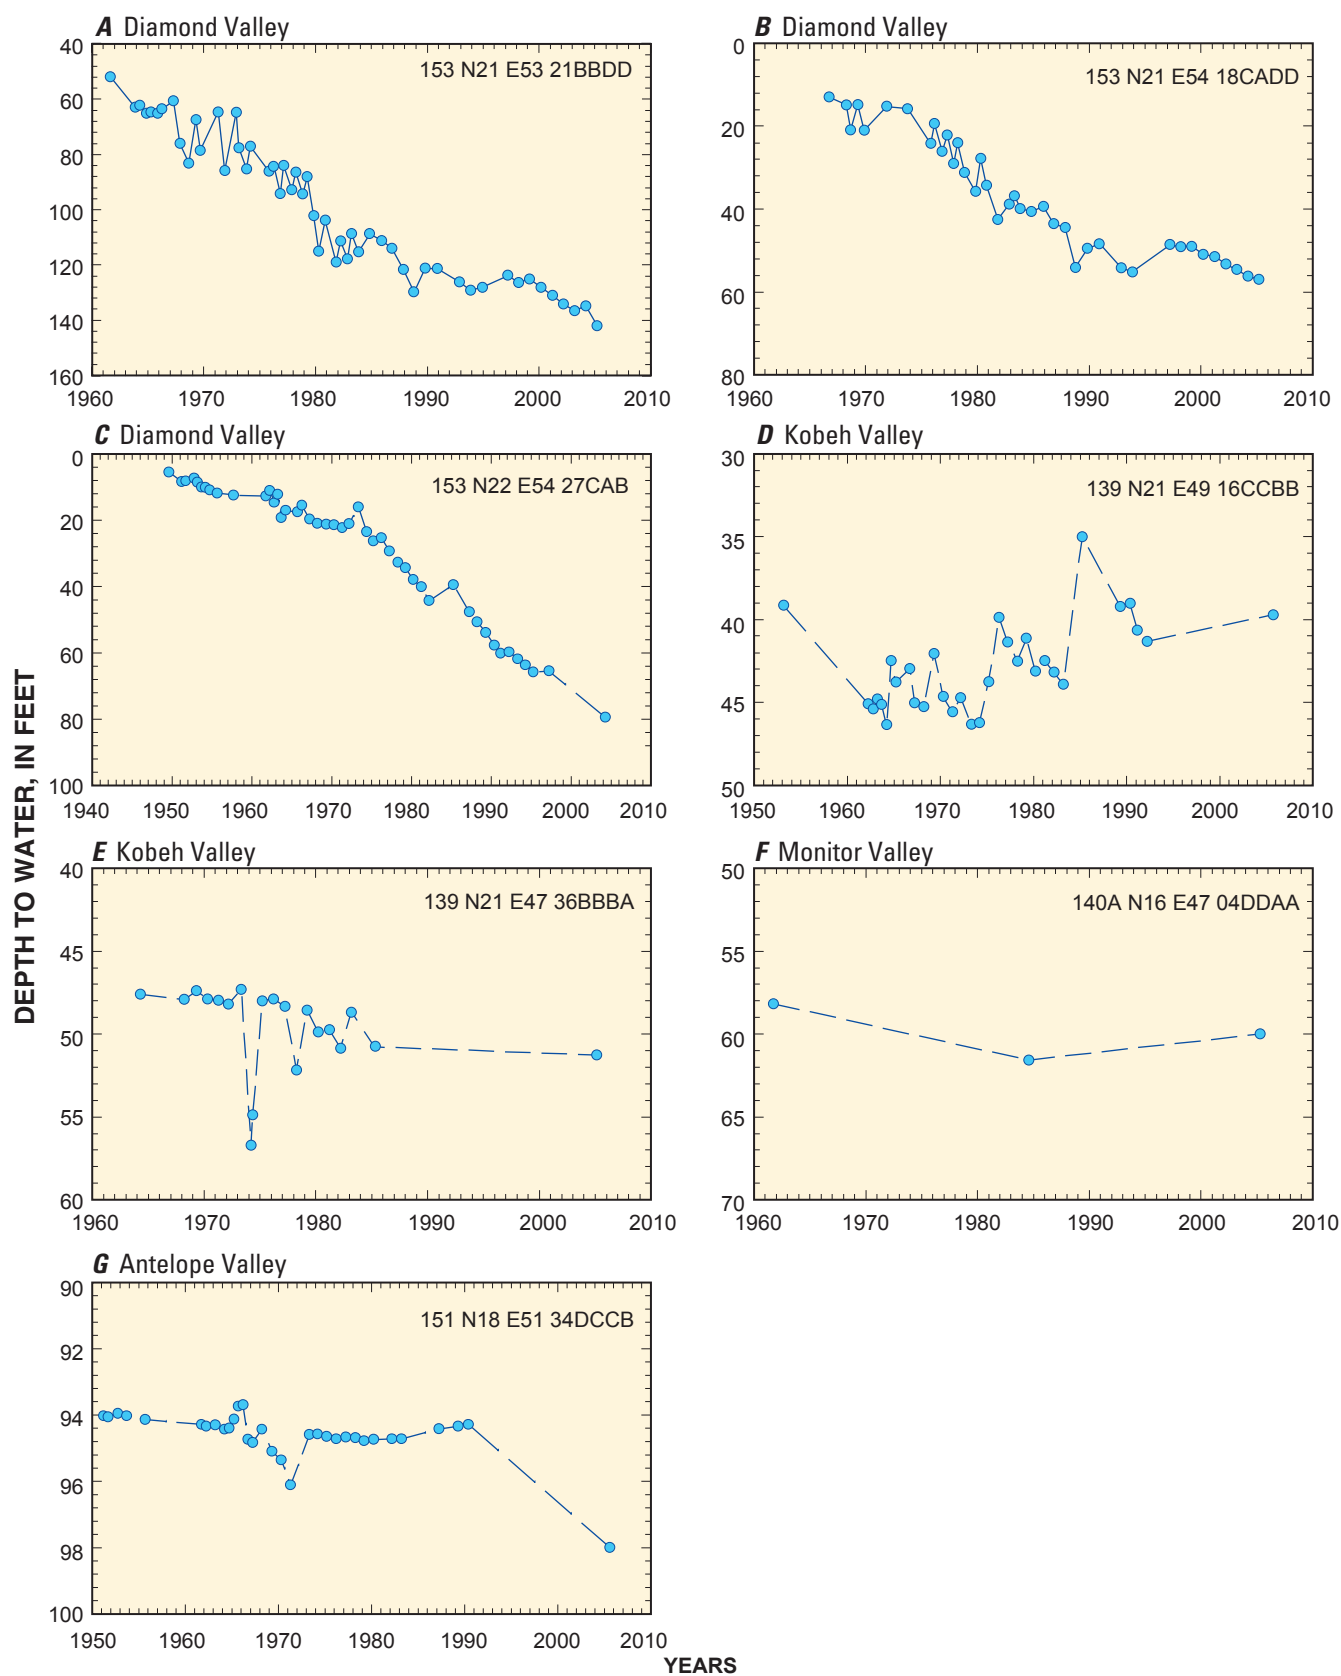 A Diamond Valley
153 N21 E53 21BBDD
40
60
80
100
120
140
160
1960 1970 1980 1990 2000 2010
B Diamond Valley
153 N21 E54 18CADD
0
20
40
60
80
1960 1970 1980 1990 2000 2010
C Diamond Valley
153 N22 E54 27CAB
0
20
40
60
80
100
1940 1950 1960 1970 1980 1990 2000 2010
D Kobeh Valley
139 N21 E49 16CCBB
30
35
40
45
50
1950 1960 1970 1980 1990 2000 2010
E Kobeh Valley
139 N21 E47 36BBBA
40
45
50
55
60
1960 1970 1980 1990 2000 2010
F Monitor Valley
140A N16 E47 04DDAA
50
55
60
65
70
1960 1970 1980 1990 2000 2010
G Antelope Valley
151 N18 E51 34DCCB
90
92
94
96
98
100
1950 1960 1970 1980 1990 2000 2010
DEPTH TO WATER, IN FEET
YEARS